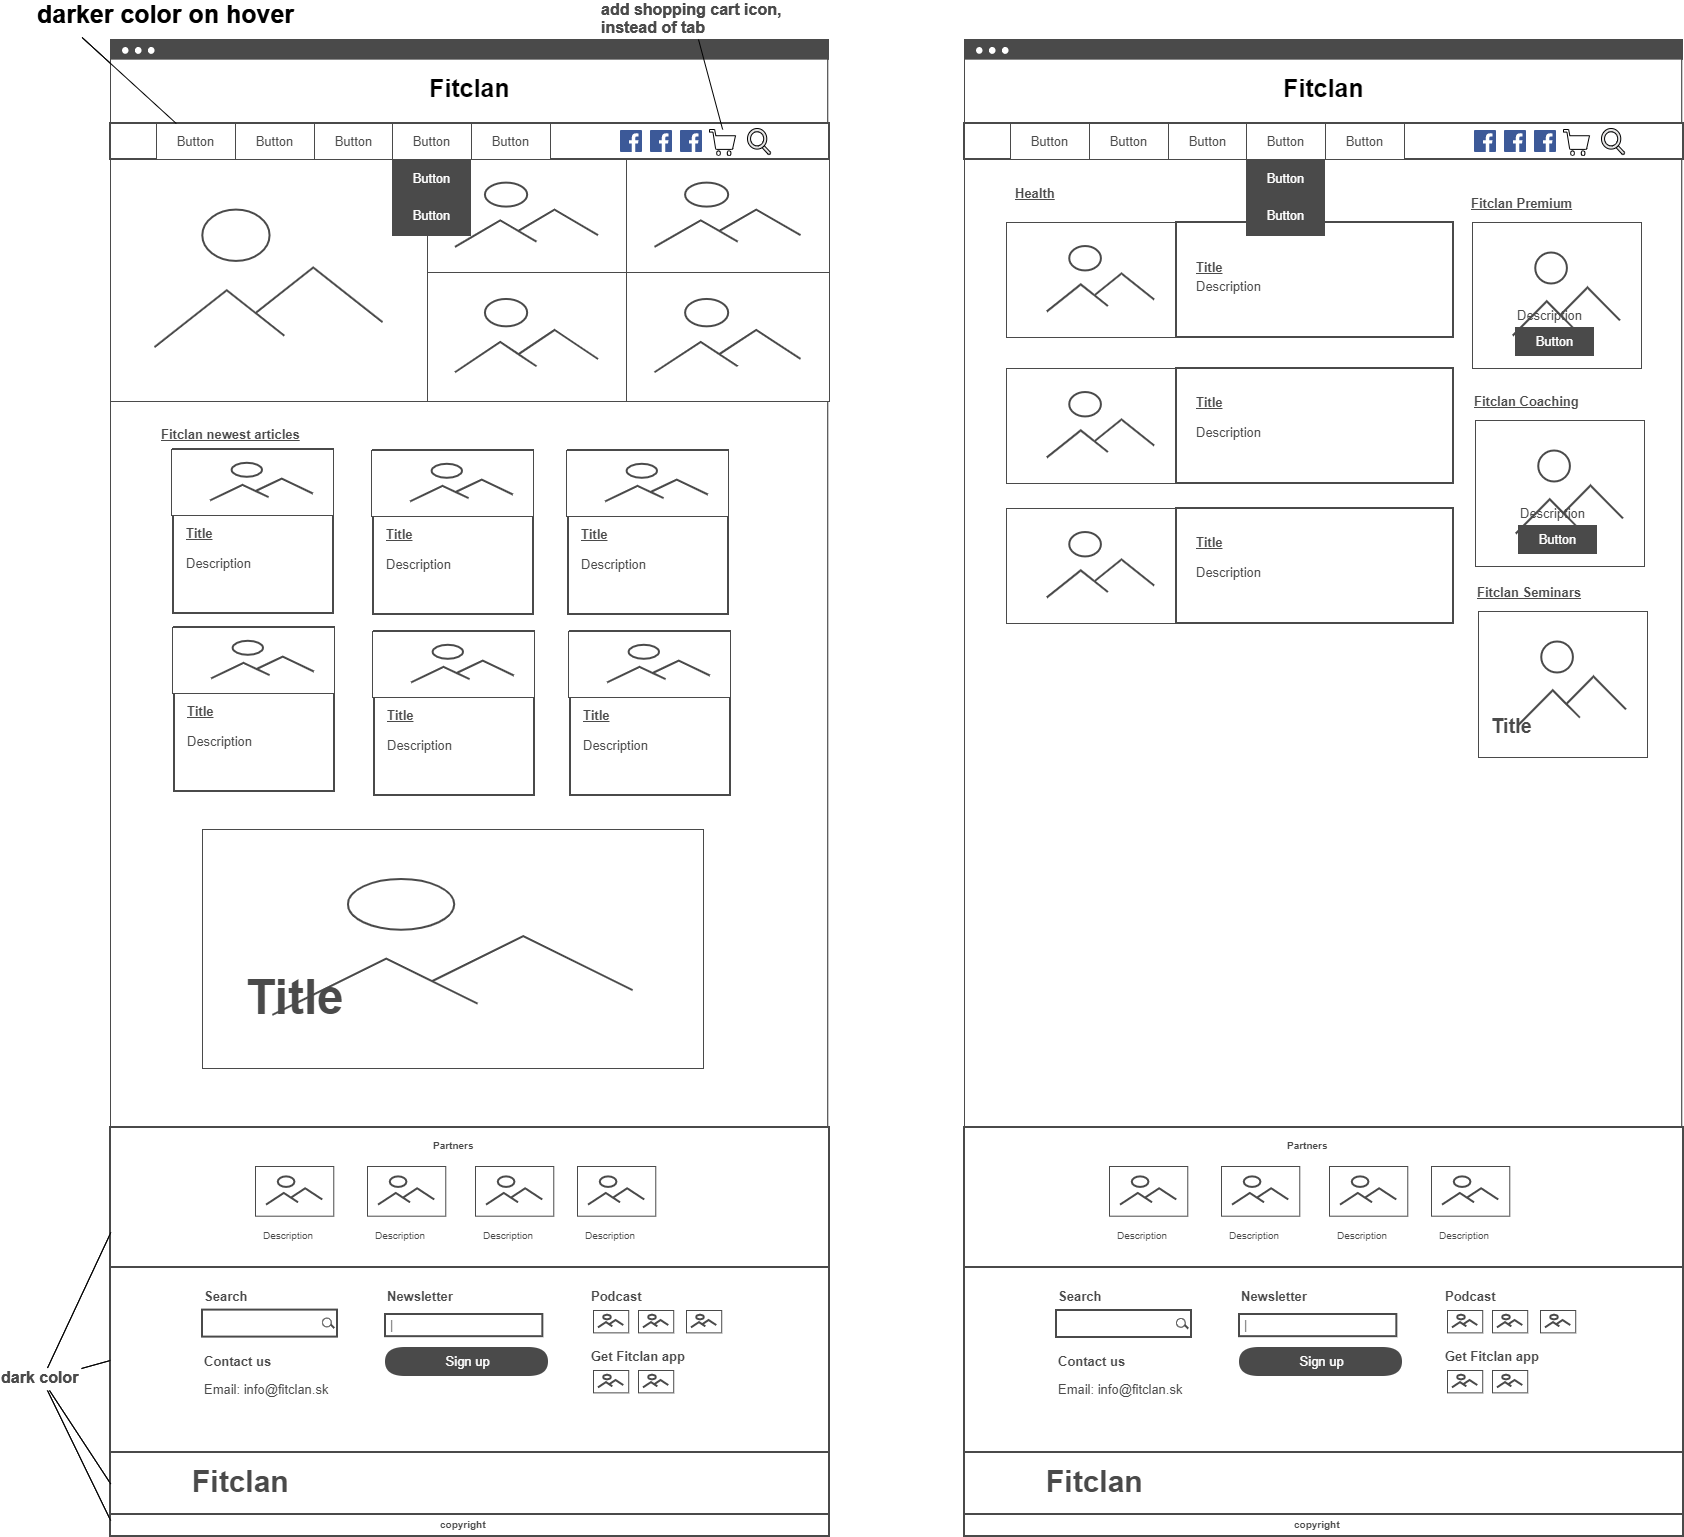 darker color on hover
add shopping cart icon,
instead of tab
Fitclan
Button Button Button Button Button
Button
Button
Fitclan newest articles
Title
Description
Title
Description
Title
Description
Title
Description
Title
Description
Title
Description
Title
Partners
Description Description Description Description
Search
Newsletter
Podcast
Sign up
Contact us
Get Fitclan app
Email: info@fitclan.sk
dark color
Fitclan
copyright
Fitclan
Button Button Button Button Button
Button
Button
Health
Title
Description
Title
Description
Title
Description
Fitclan Premium
Description
Button
Fitclan Coaching
Description
Button
Fitclan Seminars
Title
Partners
Description Description Description Description
Search
Newsletter
Podcast
Sign up
Contact us
Get Fitclan app
Email: info@fitclan.sk
Fitclan
copyright